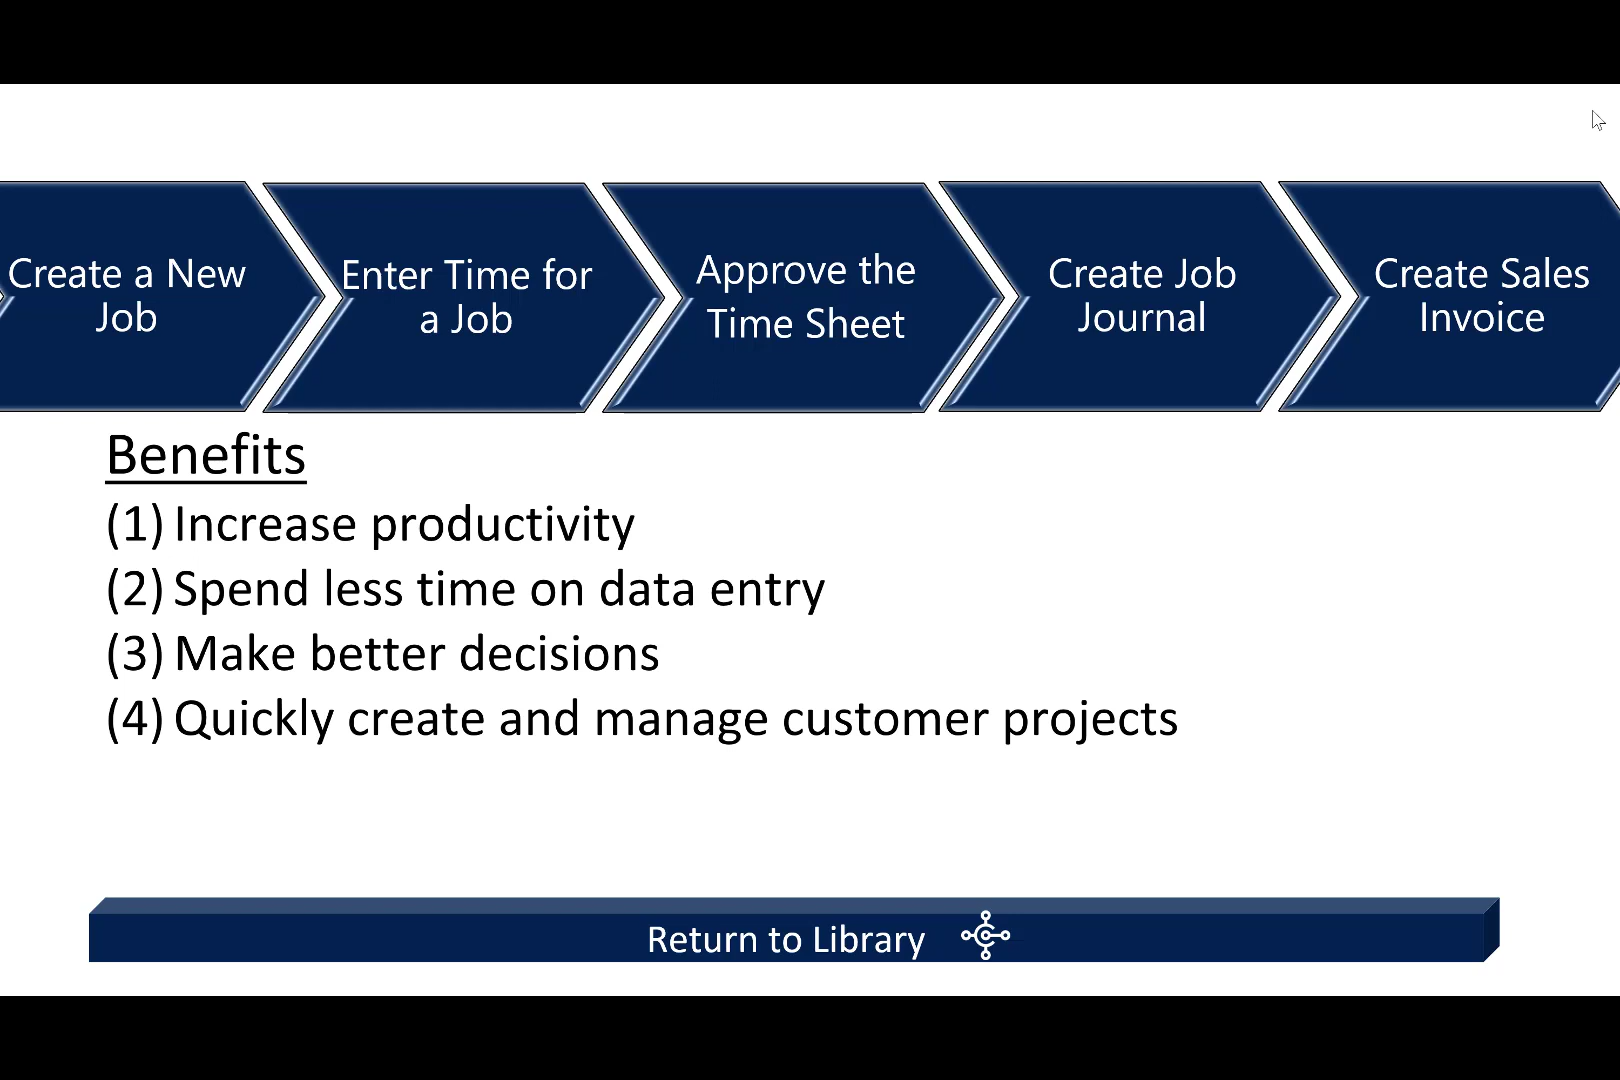 Create a New
Job
Enter Time for
a Job
Approve the
Time Sheet
Create Job
Journal
Create Sales
Invoice
Benefits
(1) Increase productivity
(2) Spend less time on data entry
(3) Make better decisions
(4) Quickly create and manage customer projects
Return to Library